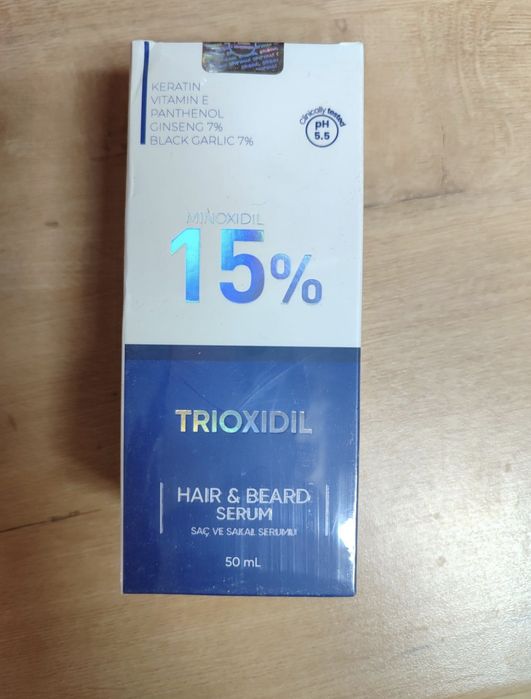 KERATIN
VITAMIN E
PANTHENOL
GINSENG 7%
BLACK GARLIC 7%
clinically tested
pH
5.5
MINOXIDIL
15%
TRIOXIDIL
HAIR & BEARD
SERUM
SAÇ VE SAKAL SERUMU
50 mL